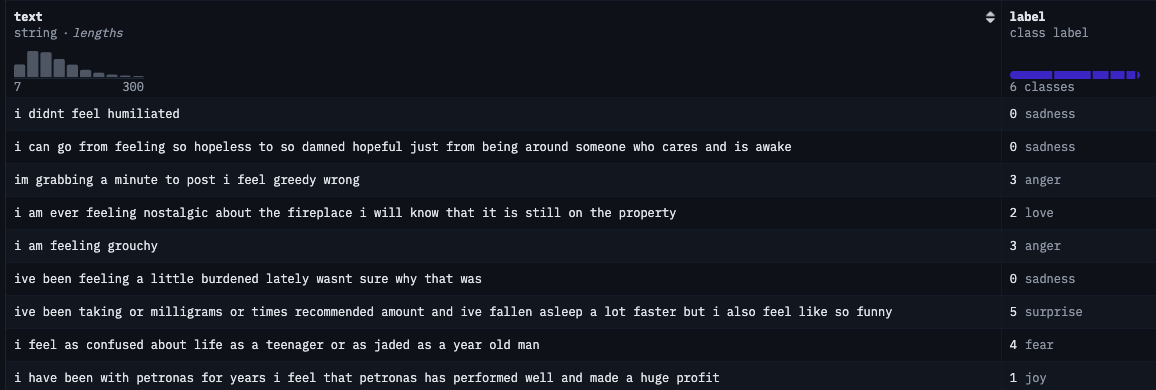 text
label
string · lengths
class label
7
300
6 classes
i didnt feel humiliated
0 sadness
i can go from feeling so hopeless to so damned hopeful just from being around someone who cares and is awake
0 sadness
im grabbing a minute to post i feel greedy wrong
3 anger
i am ever feeling nostalgic about the fireplace i will know that it is still on the property
2 love
i am feeling grouchy
3 anger
ive been feeling a little burdened lately wasnt sure why that was
0 sadness
ive been taking or milligrams or times recommended amount and ive fallen asleep a lot faster but i also feel like so funny
5 surprise
i feel as confused about life as a teenager or as jaded as a year old man
4 fear
i have been with petronas for years i feel that petronas has performed well and made a huge profit
1 joy